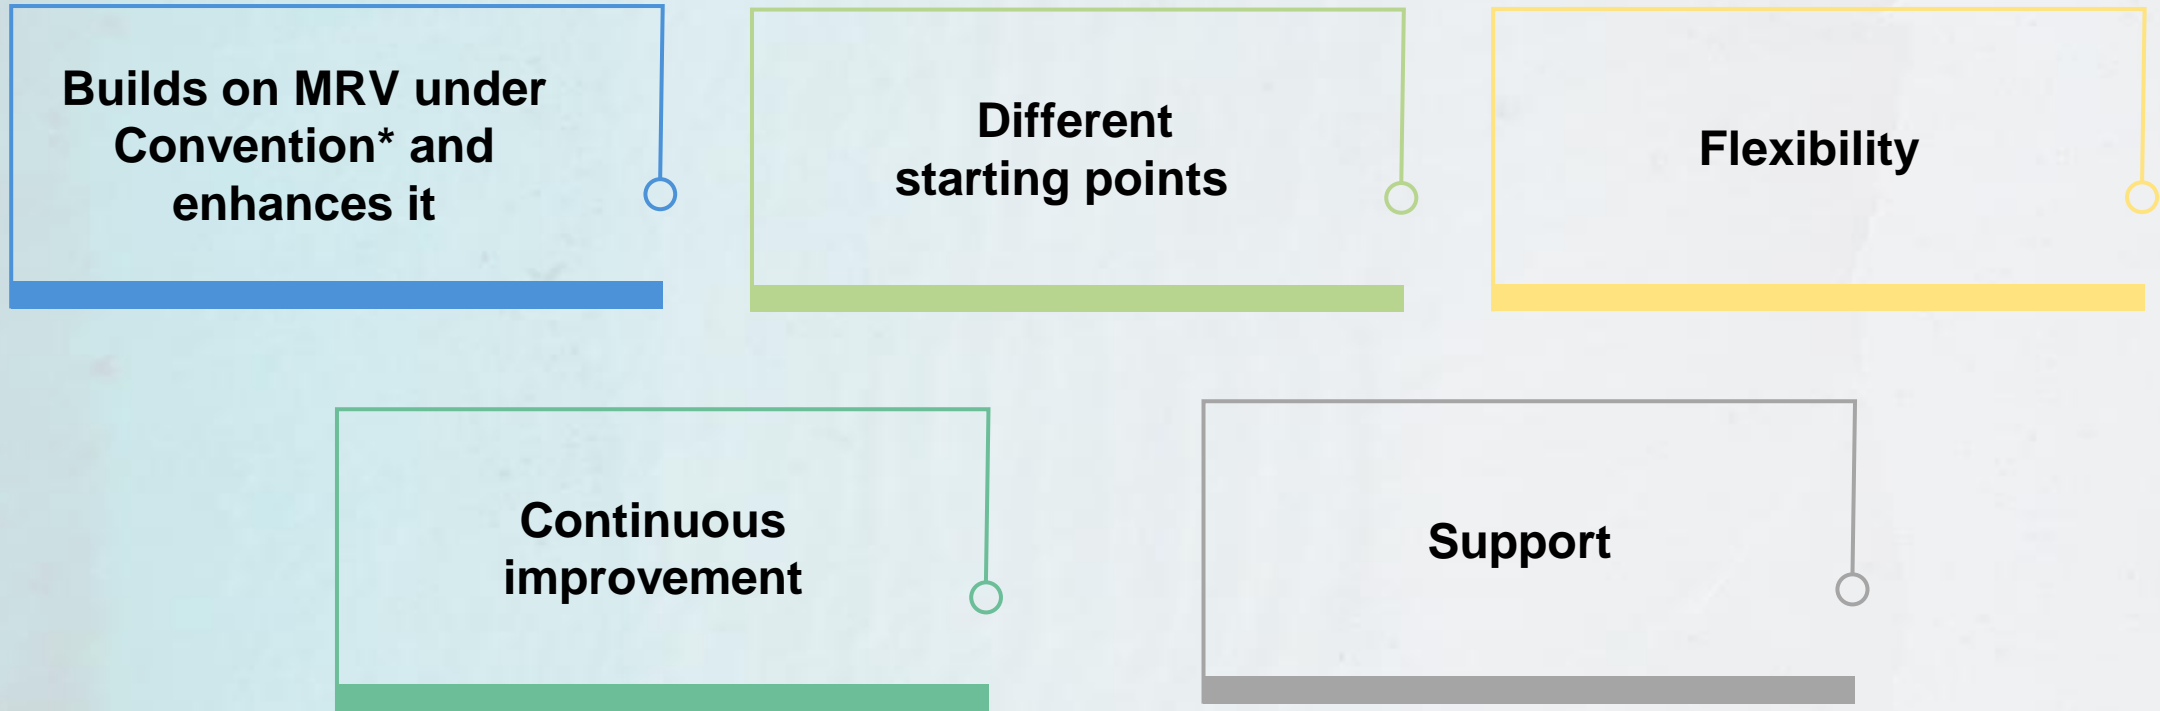 Builds on MRV under
Convention* and
enhances it
Different
starting points
Flexibility
Continuous
improvement
Support